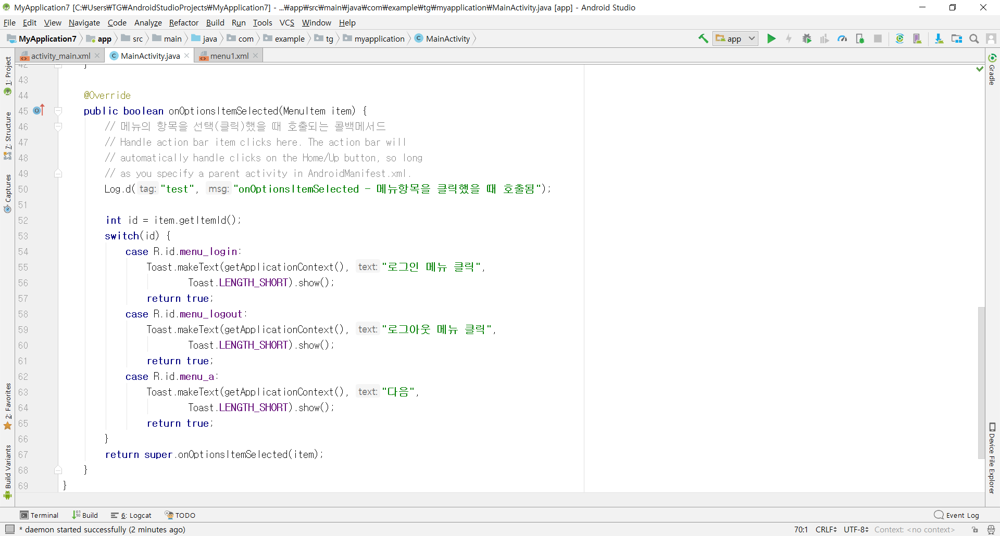 MyApplication7 [C:₩Users₩TG₩AndroidStudioProjects₩MyApplication7] - ...₩app₩src₩main₩java₩com₩example₩tg₩myapplication₩MainActivity.java [app] - Android Studio
File Edit View Navigate Code Analyze Refactor Build Run Tools VCS Window Help
MyApplication7 app src main java com example tg myapplication MainActivity app
activity_main.xml MainActivity.java menu1.xml
1: Project
7: Structure
Captures
2: Favorites
Build Variants
Gradle
Device File Explorer
42 }
43
44 @Override
45 public boolean onOptionsItemSelected(MenuItem item) {
46 // 메뉴의 항목을 선택(클릭)했을 때 호출되는 콜백메서드
47 // Handle action bar item clicks here. The action bar will
48 // automatically handle clicks on the Home/Up button, so long
49 // as you specify a parent activity in AndroidManifest.xml.
50 Log.d( tag: "test", msg: "onOptionsItemSelected - 메뉴항목을 클릭했을 때 호출됨");
51
52 int id = item.getItemId();
53 switch(id) {
54 case R.id.menu_login:
55 Toast.makeText(getApplicationContext(), text: "로그인 메뉴 클릭",
56 Toast.LENGTH_SHORT).show();
57 return true;
58 case R.id.menu_logout:
59 Toast.makeText(getApplicationContext(), text: "로그아웃 메뉴 클릭",
60 Toast.LENGTH_SHORT).show();
61 return true;
62 case R.id.menu_a:
63 Toast.makeText(getApplicationContext(), text: "다음",
64 Toast.LENGTH_SHORT).show();
65 return true;
66 }
67 return super.onOptionsItemSelected(item);
68 }
69 }
Terminal Build 6: Logcat TODO Event Log
* daemon started successfully (2 minutes ago) 70:1 CRLF UTF-8 Context: <no context>